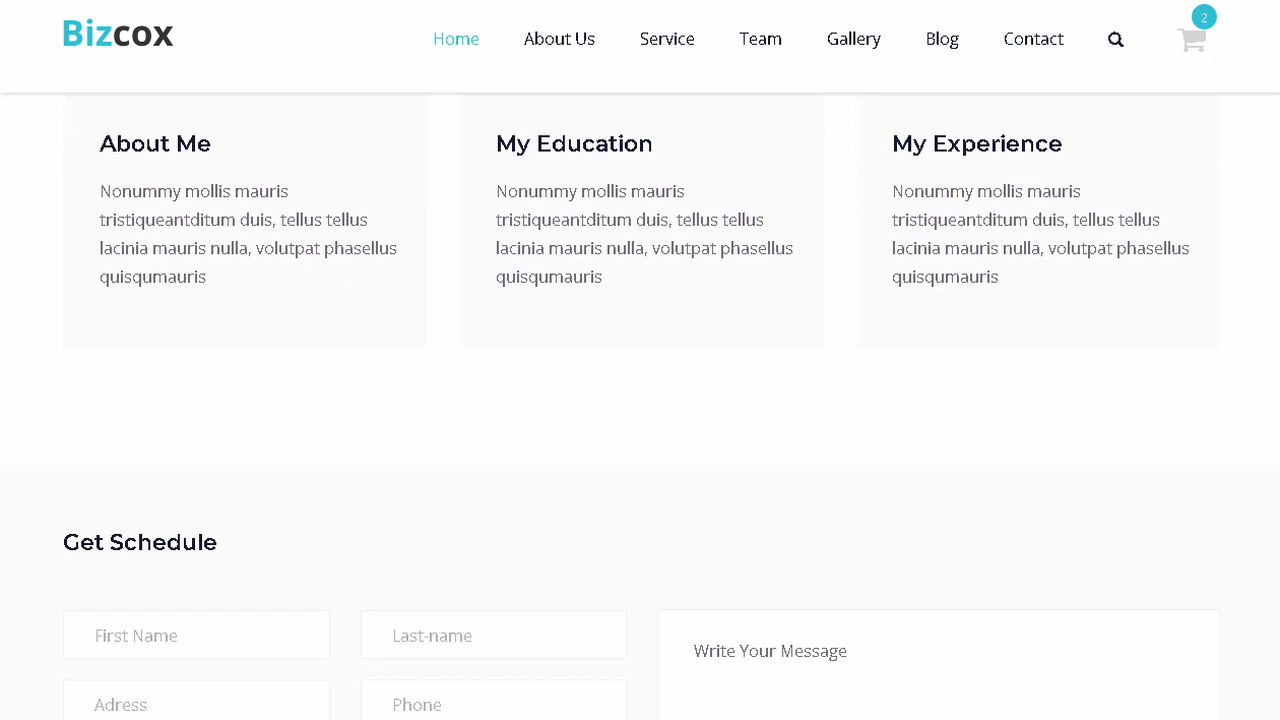 Bizcox
Home About Us Service Team Gallery Blog Contact 2
About Me
Nonummy mollis mauris
tristiqueantditum duis, tellus tellus
lacinia mauris nulla, volutpat phasellus
quisqumauris
My Education
Nonummy mollis mauris
tristiqueantditum duis, tellus tellus
lacinia mauris nulla, volutpat phasellus
quisqumauris
My Experience
Nonummy mollis mauris
tristiqueantditum duis, tellus tellus
lacinia mauris nulla, volutpat phasellus
quisqumauris
Get Schedule
First Name Last-name
Write Your Message
Adress Phone